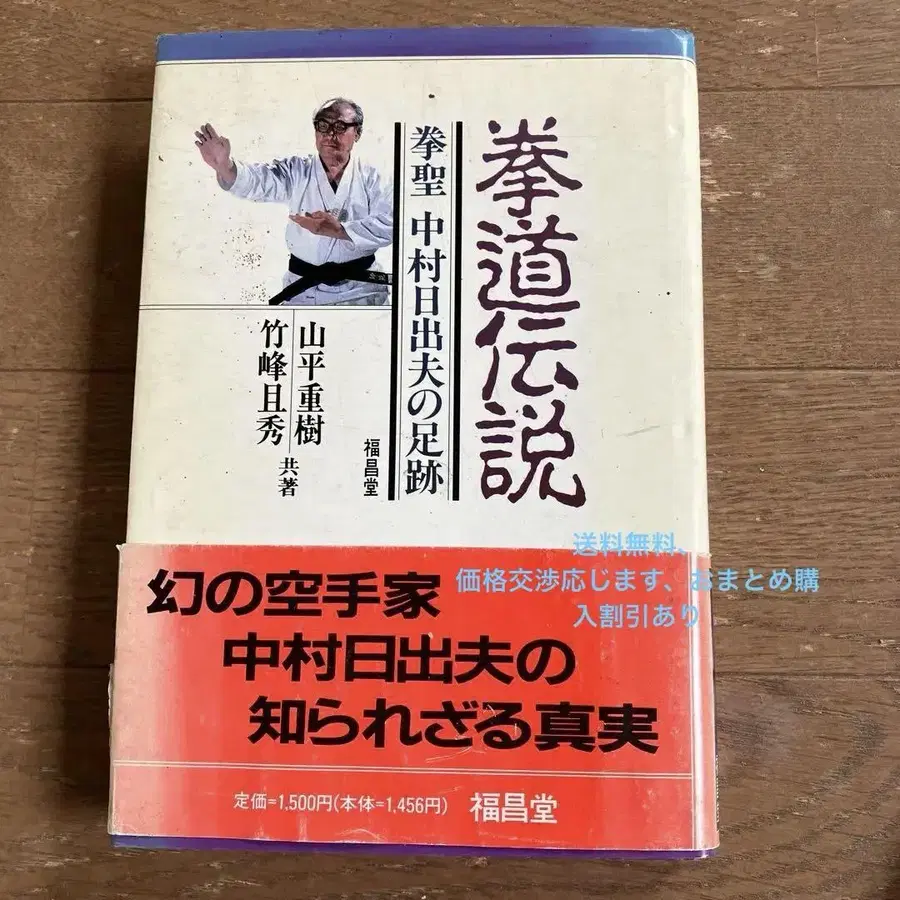 拳道伝説
拳聖 中村日出夫の足跡
山平重樹
竹峰且秀
共著
福昌堂
送料無料、
価格交渉応じます、おまとめ購
入割引あり
幻の空手家
中村日出夫の
知られざる真実
定価=1,500円(本体=1,456円) 福昌堂